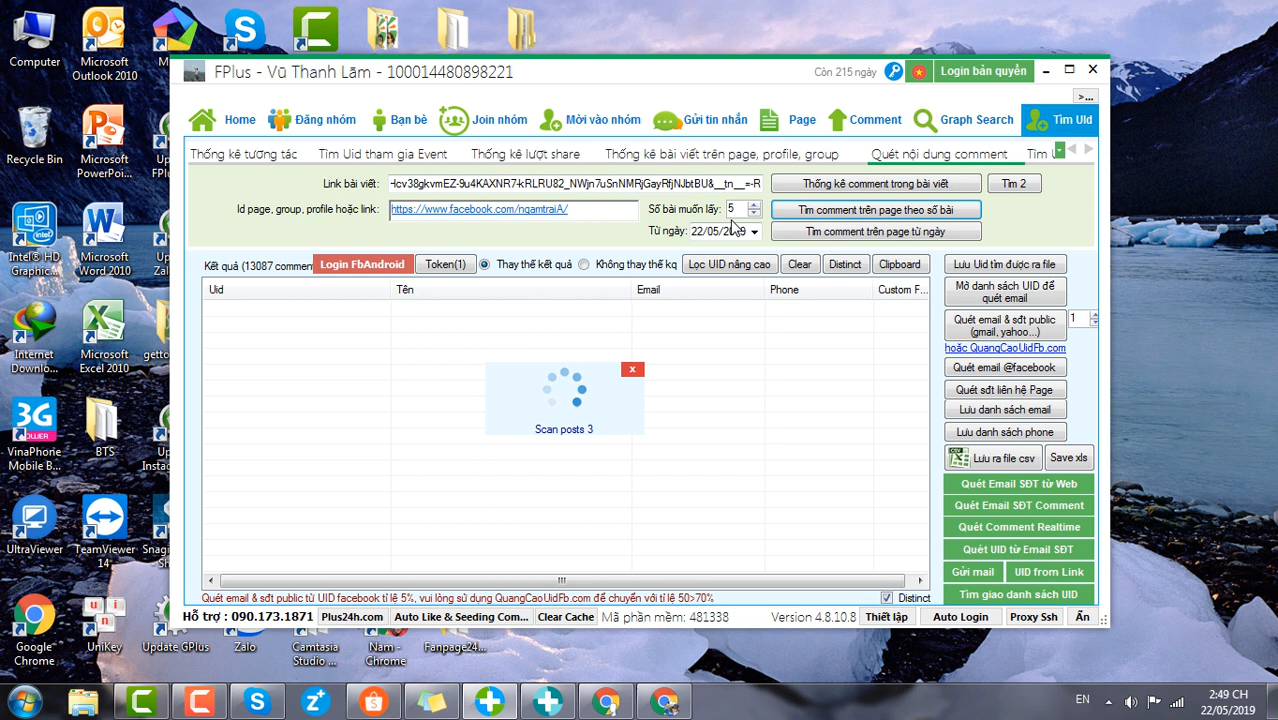 Computer
Microsoft Outlook 2010
FPlus - Vũ Thanh Lãm - 100014480898221
Còn 215 ngày
Login bản quyền
>...
Home
Đăng nhóm
Bạn bè
Join nhóm
Mời vào nhóm
Gửi tin nhắn
Page
Comment
Graph Search
Tìm UId
Thống kê tương tác
Tìm Uid tham gia Event
Thống kê lượt share
Thống kê bài viết trên page, profile, group
Quét nội dung comment
Tìm
Link bài viết:
Thống kê comment trong bài viết
Tìm 2
Id page, group, profile hoặc link:
https://www.facebook.com/ngamtraiA/
Số bài muốn lấy:
5
Tìm comment trên page theo số bài
Từ ngày:
Tìm comment trên page từ ngày
Kết quả (13087 commen
Login FbAndroid
Token(1)
Thay thế kết quả
Không thay thế kq
Lọc UID nâng cao
Clear
Distinct
Clipboard
Lưu Uid tìm được ra file
Uid
Tên
Email
Phone
Custom F...
Mở danh sách UID để
quét email
Quét email & sđt public
(gmail, yahoo...)
1
hoặc QuangCaoUidFb.com
Quét email @facebook
Quét sđt liên hệ Page
Lưu danh sách email
Lưu danh sách phone
CSV
Lưu ra file csv
Save xls
x
Scan posts 3
Quét Email SĐT từ Web
Quét Email SĐT Comment
Quét Comment Realtime
Quét UID từ Email SĐT
Gửi mail
UID from Link
Tìm giao danh sách UID
Quét email & sđt public từ UID facebook tỉ lệ 5%, vui lòng sử dụng QuangCaoUidFb.com để chuyển với tỉ lệ 50>70%
Distinct
Hỗ trợ : 090.173.1871
Plus24h.com
Auto Like & Seeding Com...
Clear Cache
Mã phần mềm: 481338
Version 4.8.10.8
Thiết lập
Auto Login
Proxy Ssh
Ẩn
Recycle Bin
Microsoft PowerPoi...
Intel® HD Graphic...
Microsoft Word 2010
Internet Downlo...
Microsoft Excel 2010
3G
POWER
VinaPhone Mobile B...
BTS
UltraViewer
TeamViewer 14
Google Chrome
UniKey
Update GPlus
Zalo
Camtasia Studio ...
Nam - Chrome
Fanpage24...
EN
2:49 CH
22/05/2019